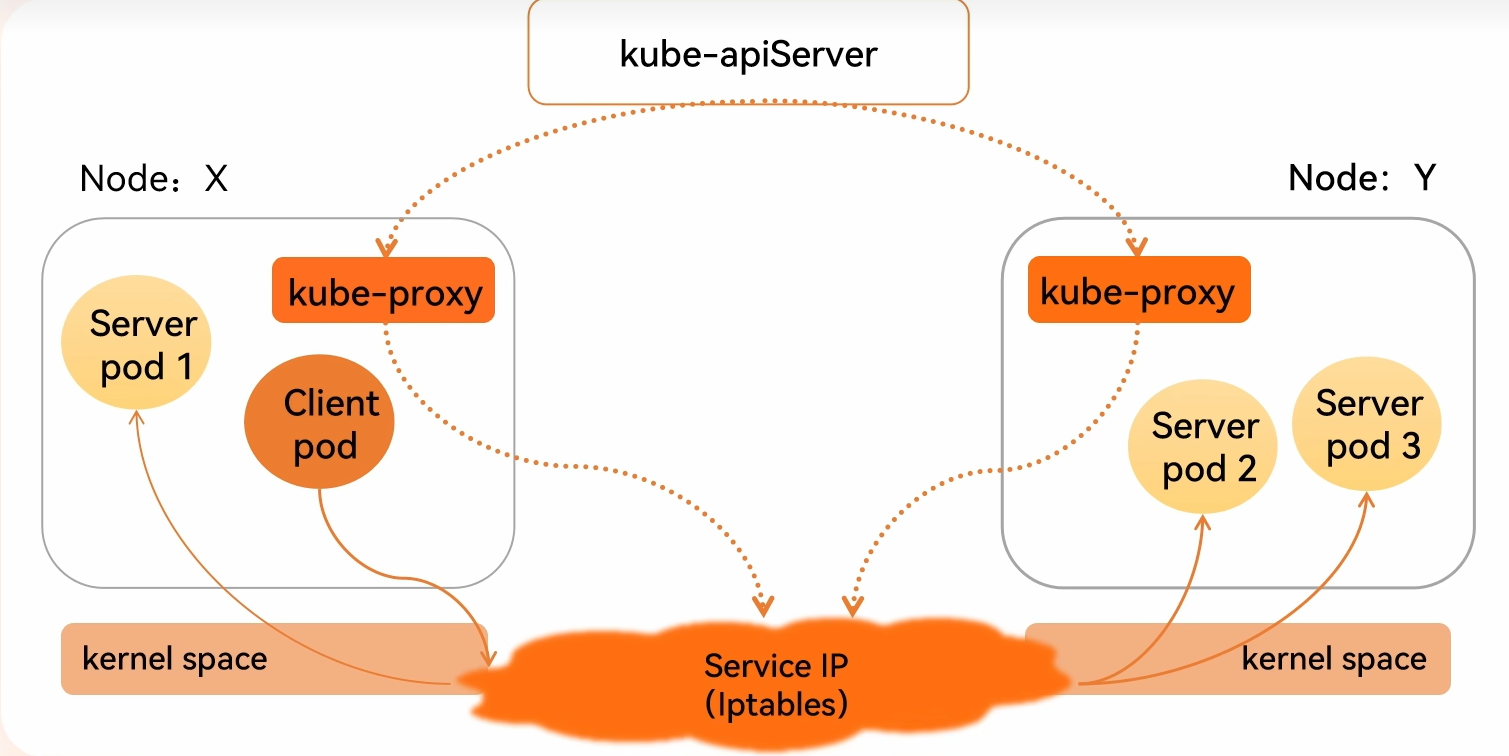 kube-apiServer
Node：X
Node：Y
kube-proxy
kube-proxy
Server
pod 1
Client
pod
Server
pod 2
Server
pod 3
kernel space
Service IP
(Iptables)
kernel space